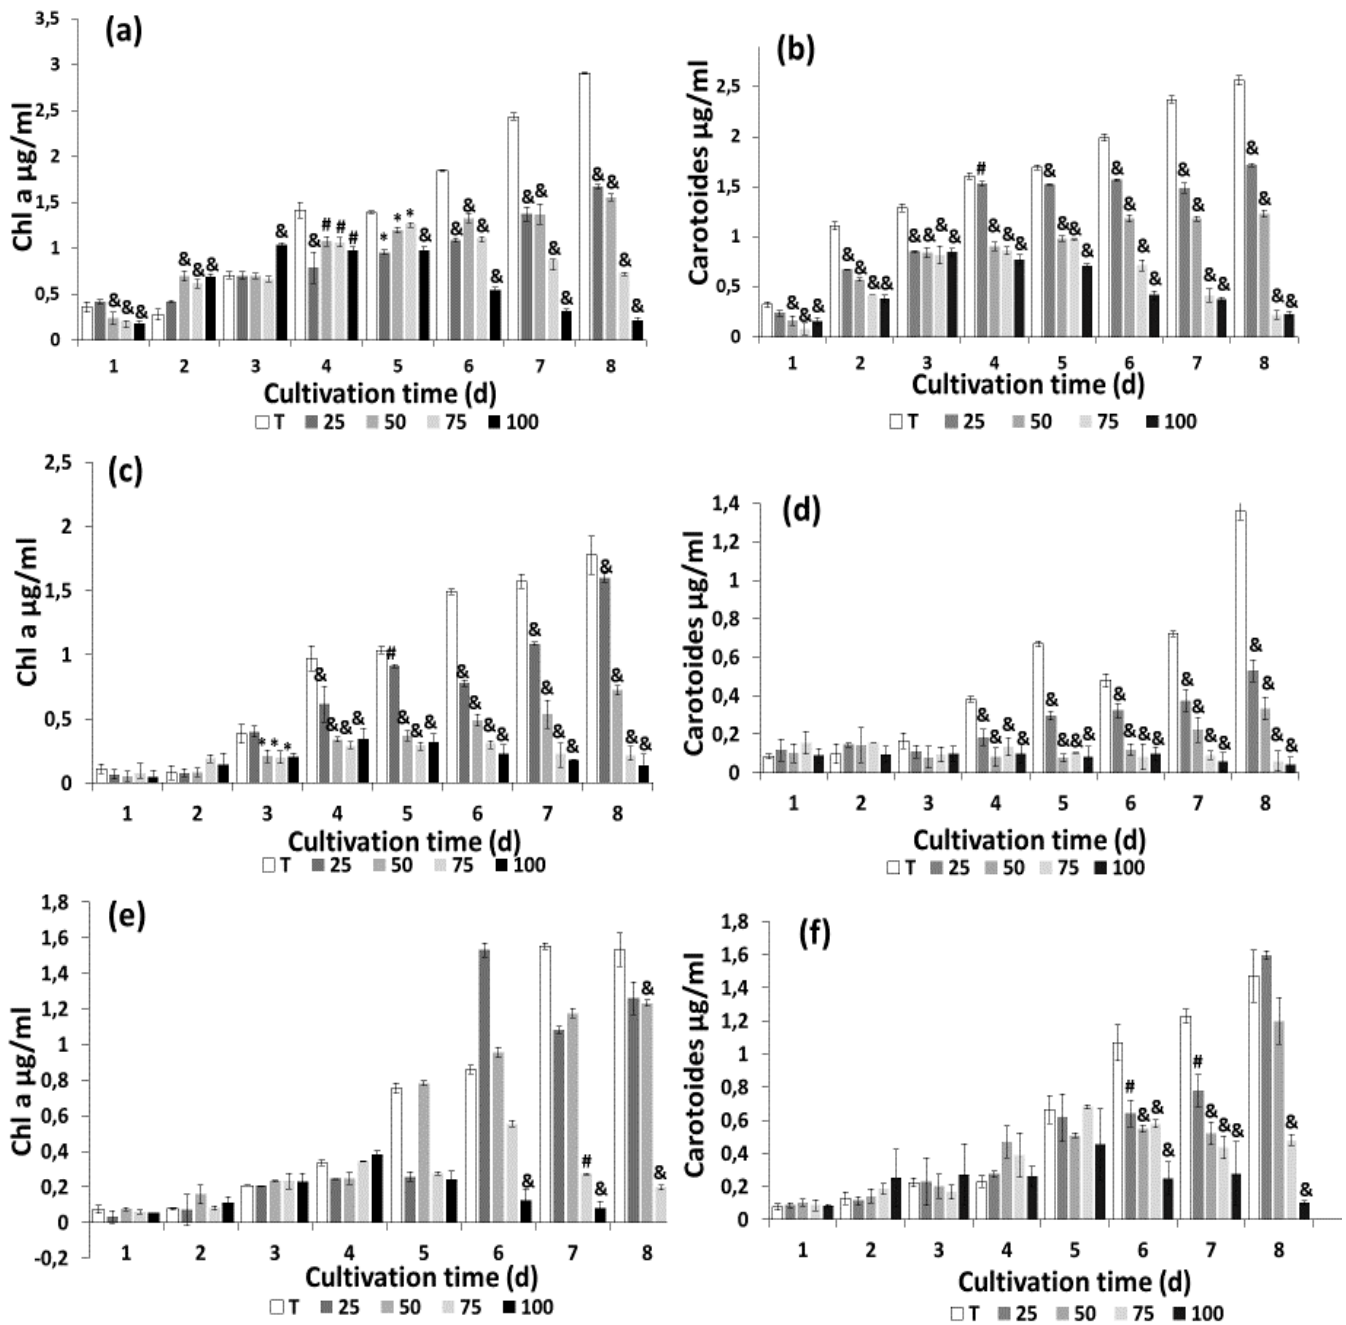 (a)
Chl a µg/ml
3,5
3
2,5
2
1,5
1
0,5
0
& & &
& & &
&
& # # #
* * * &
& & & &
& & & &
& & & &
1 2 3 4 5 6 7 8
Cultivation time (d)
T 25 50 75 100
(b)
Carotoides µg/ml
2,5
2
1,5
1
0,5
0
& & &
& & & &
& & & &
# & & &
& & & &
& & & &
& & & &
& & & &
1 2 3 4 5 6 7 8
Cultivation time (d)
T 25 50 75 100
(c)
Chl a µg/ml
2,5
2
1,5
1
0,5
0
* * *
& & & &
# & & &
& & & &
& & & &
& & & &
1 2 3 4 5 6 7 8
Cultivation time (d)
T 25 50 75 100
(d)
Carotoides µg/ml
1,4
1,2
1
0,8
0,6
0,4
0,2
0
& & & &
& & & &
& & & &
& & & &
& & & &
1 2 3 4 5 6 7 8
Cultivation time (d)
T 25 50 75 100
(e)
Chl a µg/ml
1,8
1,6
1,4
1,2
1
0,8
0,6
0,4
0,2
0
-0,2
&
# &
& &
1 2 3 4 5 6 7 8
Cultivation time (d)
T 25 50 75 100
(f)
Carotoides µg/ml
1,8
1,6
1,4
1,2
1
0,8
0,6
0,4
0,2
0
# & & &
# & & &
& &
1 2 3 4 5 6 7 8
Cultivation time (d)
T 25 50 75 100